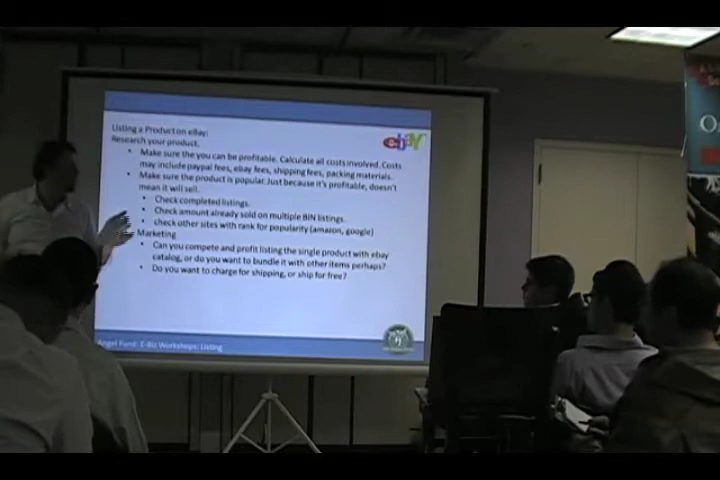 Listing a Product on eBay:
Research your product.
• Make sure the you can be profitable. Calculate all costs involved. Costs
may include paypal fees, ebay fees, shipping fees, packing materials.
• Make sure the product is popular. Just because it's profitable, doesn't
mean it will sell.
• Check completed listings.
• Check amount already sold on multiple BIN listings.
• check other sites with rank for popularity (amazon, google)
Marketing
• Can you compete and profit listing the single product with ebay
catalog, or do you want to bundle it with other items perhaps?
• Do you want to charge for shipping, or ship for free?
ebay
Angel Fund: E-Biz Workshops: Listing